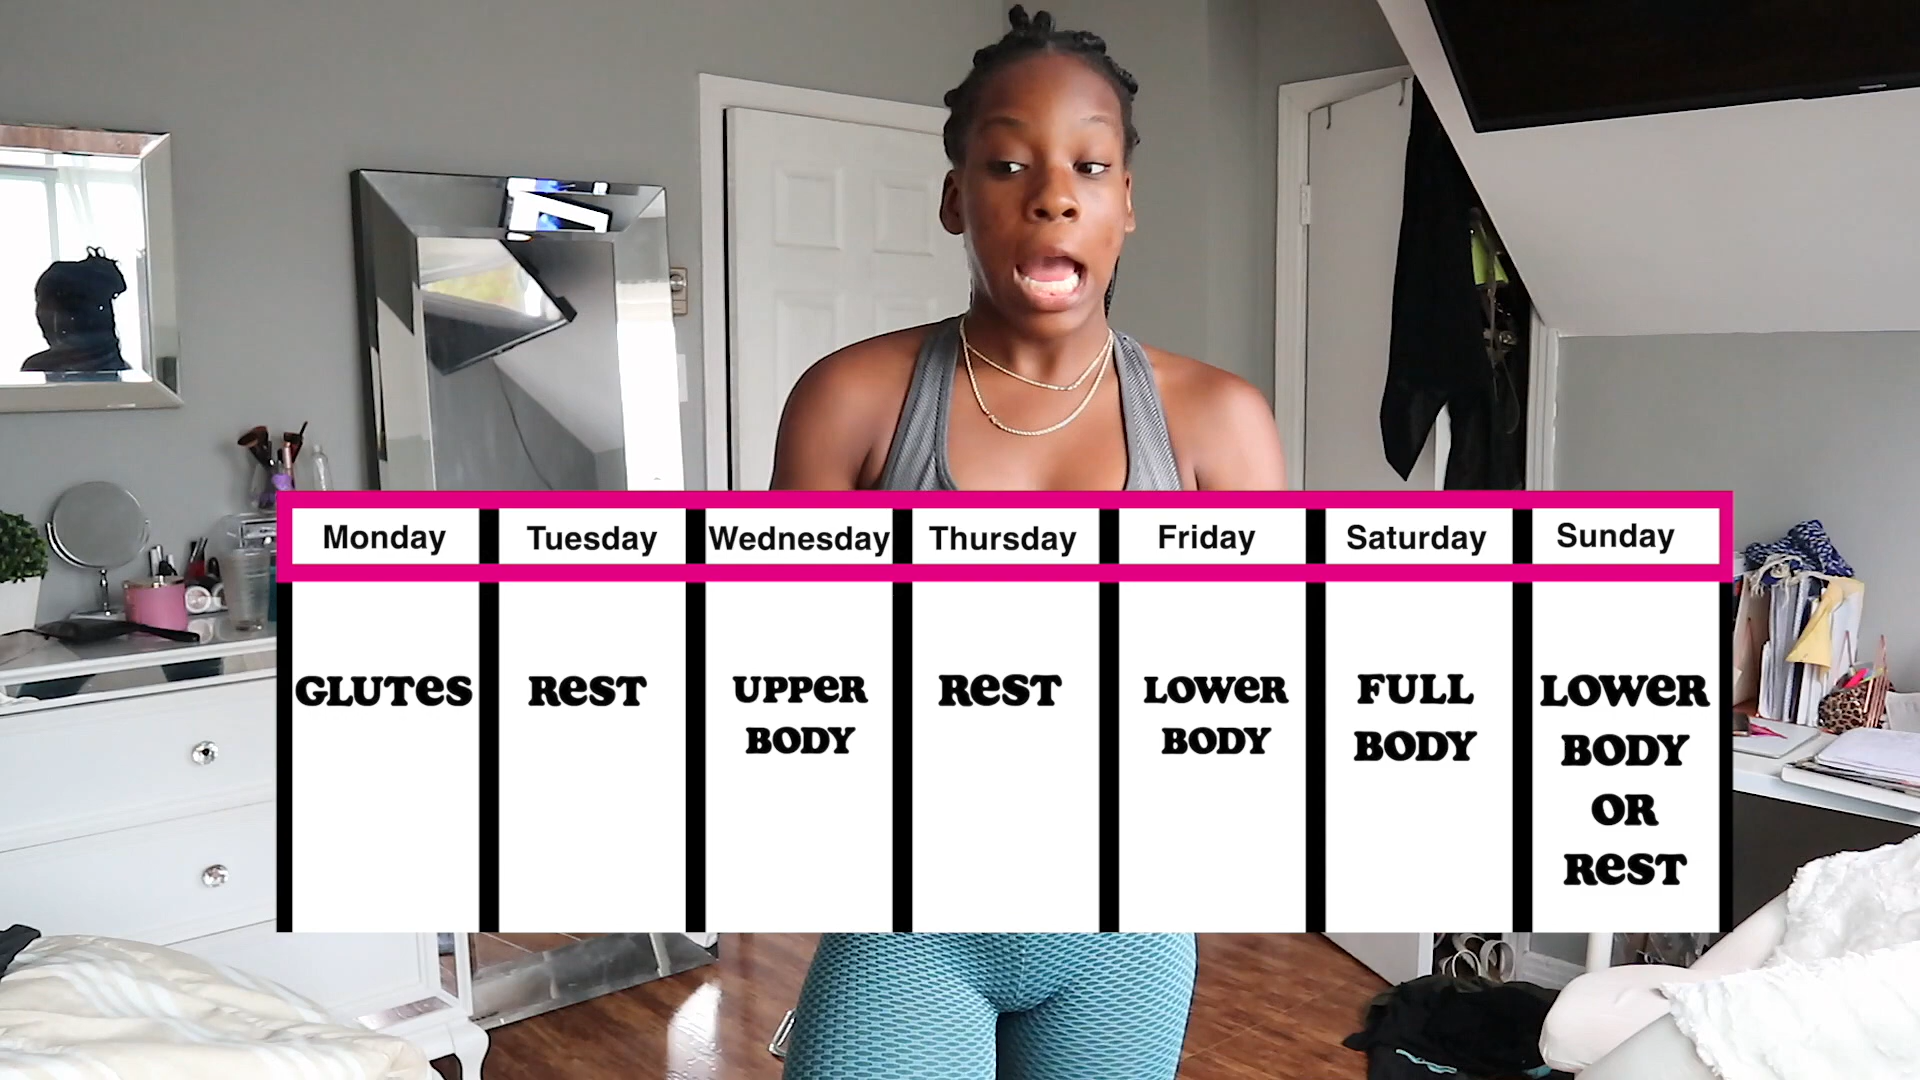 Monday Tuesday Wednesday Thursday Friday Saturday Sunday
GLUTeS
ReST
UPPeR
BODY
ReST
LOWeR
BODY
FULL
BODY
LOWeR
BODY
OR
ReST